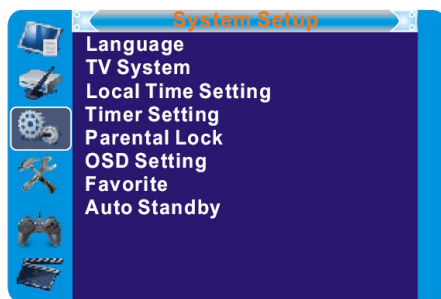 System Setup
Language
TV System
Local Time Setting
Timer Setting
Parental Lock
OSD Setting
Favorite
Auto Standby